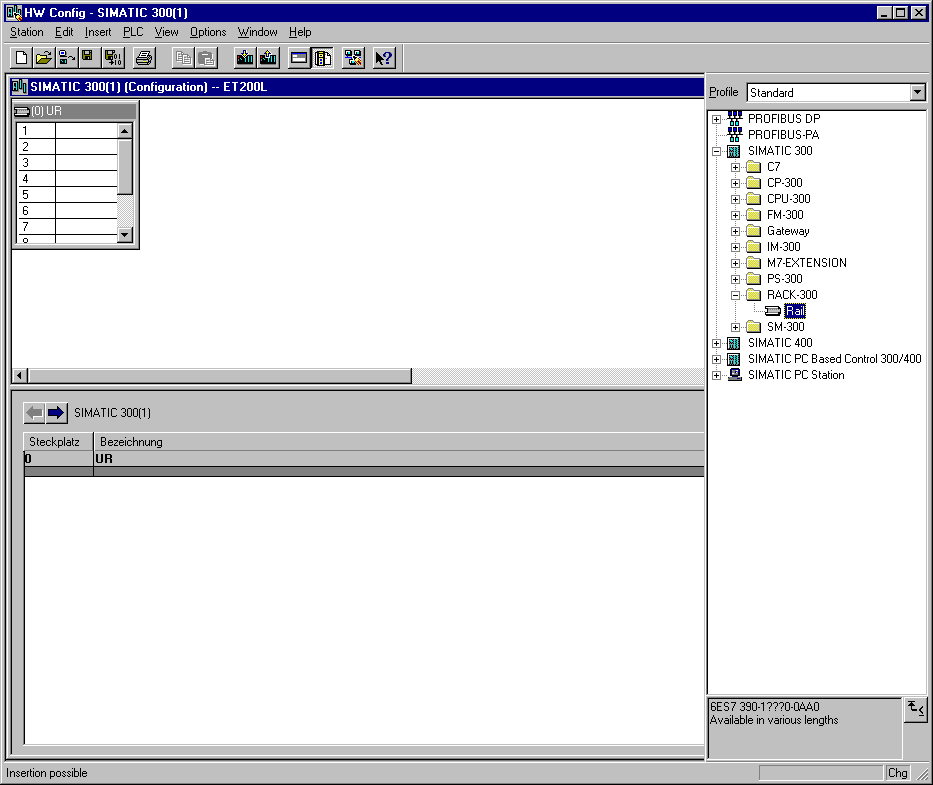 HW Config - SIMATIC 300(1)
Station Edit Insert PLC View Options Window Help
SIMATIC 300(1) (Configuration) -- ET200L
(0) UR
1
2
3
4
5
6
7
8
Profile Standard
PROFIBUS DP
PROFIBUS-PA
SIMATIC 300
C7
CP-300
CPU-300
FM-300
Gateway
IM-300
M7-EXTENSION
PS-300
RACK-300
Rail
SM-300
SIMATIC 400
SIMATIC PC Based Control 300/400
SIMATIC PC Station
SIMATIC 300(1)
Steckplatz Bezeichnung
0 UR
6ES7 390-1???0-0AA0
Available in various lengths
Insertion possible
Chg